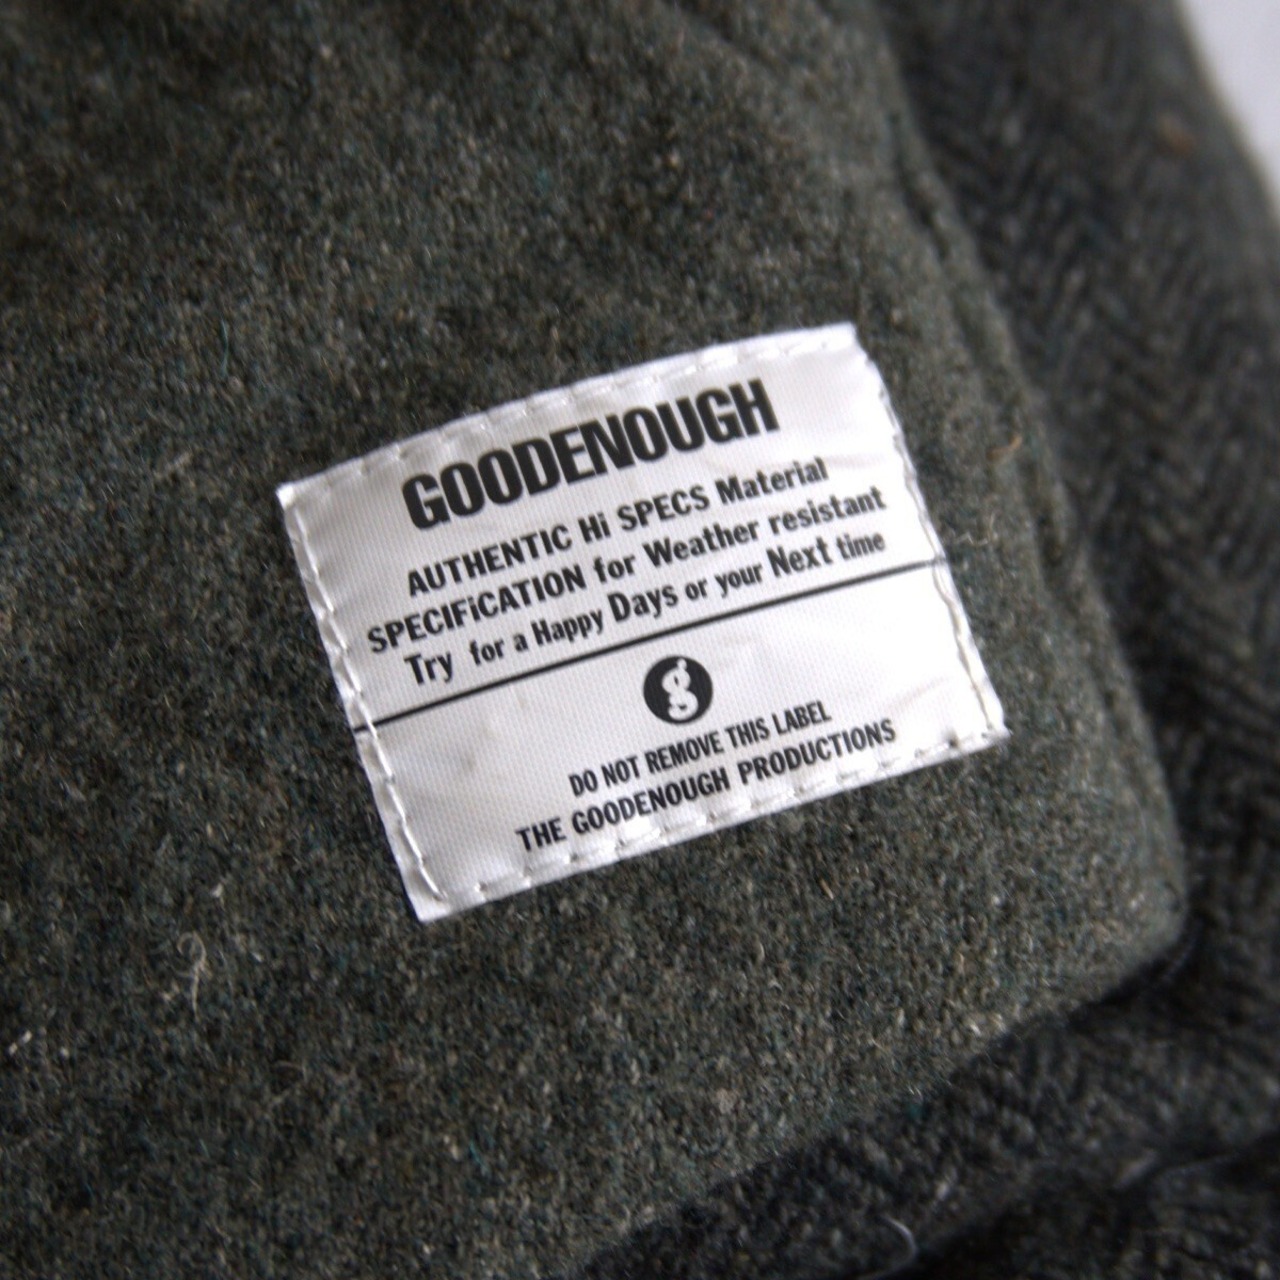 GOODENOUGH
AUTHENTIC Hi SPECS Material
SPECiFiCATION for Weather resistant
Try for a Happy Days or your Next time
g
DO NOT REMOVE THIS LABEL
THE GOODENOUGH PRODUCTIONS